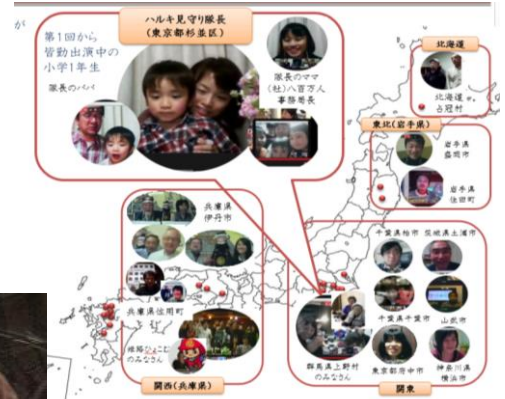 が
第1回から
皆勤出演中の
小学1年生
隊長のパパ
ハルキ見守り隊長
(東京都杉並区)
隊長のママ
(社)八百万人
事務局長
北海道
北海道
占冠村
東北(岩手県)
岩手県
盛岡市
岩手県
住田町
兵庫県
伊丹市
兵庫県佐用町
姫路ひょこむ
のみなさん
関西(兵庫県)
千葉県柏市 茨城県土浦市
千葉県千葉市
山武市
群馬県上野村
のみなさん
東京都府中市
神奈川県
横浜市
関東